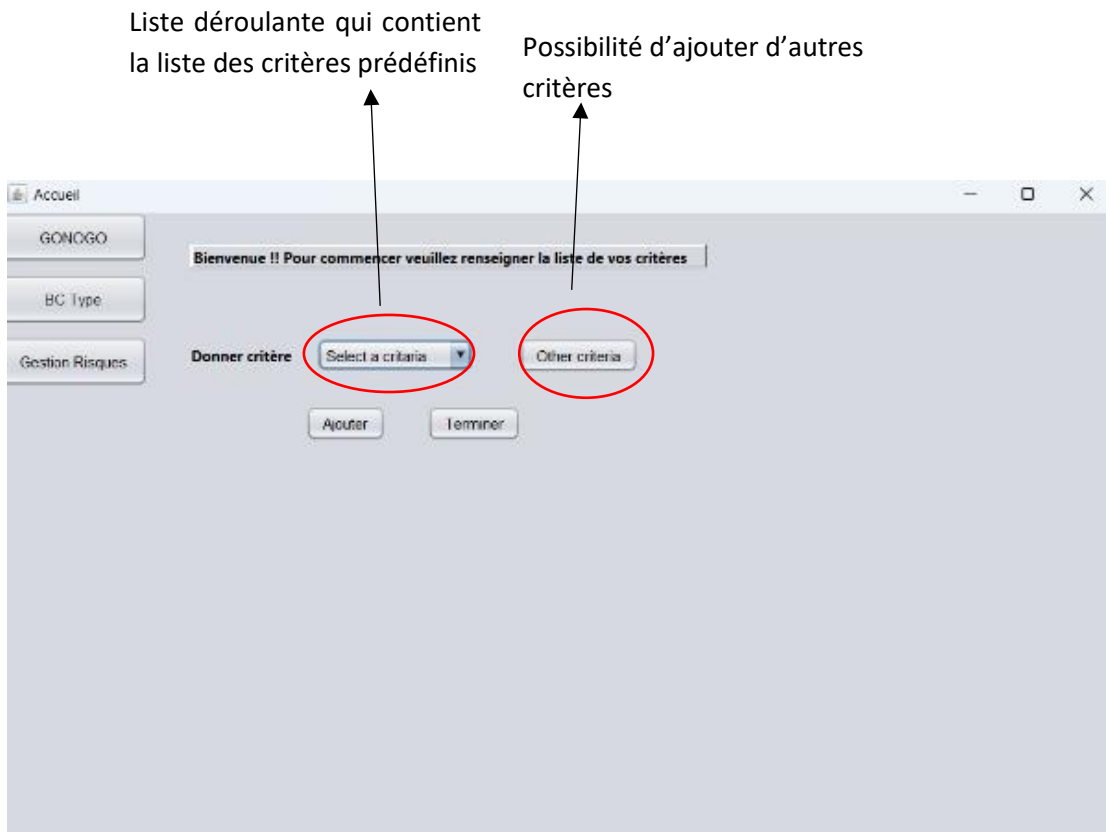 Liste déroulante qui contient
la liste des critères prédéfinis
Possibilité d’ajouter d’autres
critères
Accueil
GONOGO
Bienvenue !! Pour commencer veuillez renseigner la liste de vos critères
BC Type
Gestion Risques
Donner critère
Select a critaria
Other criteria
Ajouter
Terminer